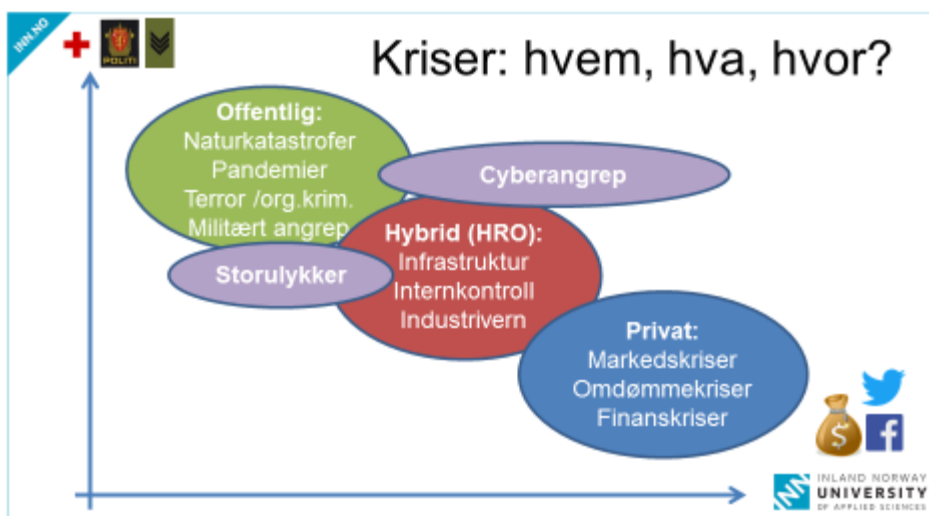 INN.NO
POLITI
Kriser: hvem, hva, hvor?
Offentlig:
Naturkatastrofer
Pandemier
Terror /org.krim.
Militært angrep
Cyberangrep
Hybrid (HRO):
Infrastruktur
Internkontroll
Industrivern
Storulykker
Privat:
Markedskriser
Omdømmekriser
Finanskriser
$
INLAND NORWAY
UNIVERSITY
OF APPLIED SCIENCES